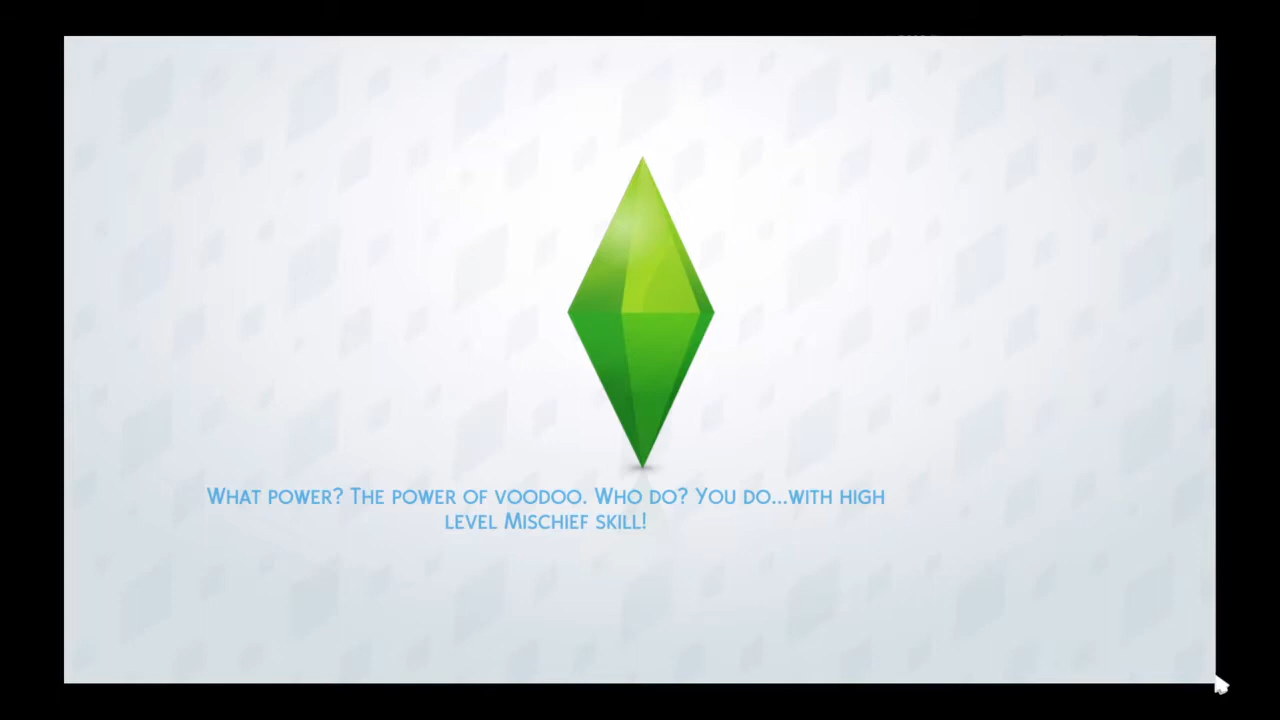 What power? The power of voodoo. Who do? You do...with high
level Mischief skill!